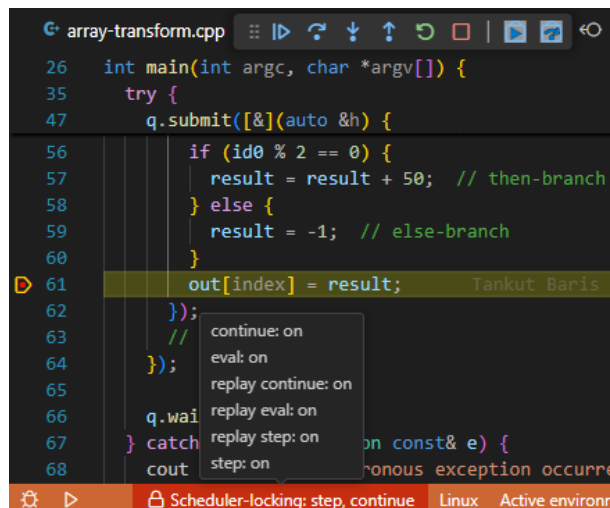 array-transform.cpp
26 int main(int argc, char *argv[]) {
35 try {
47 q.submit([&](auto &h) {
56 if (id0 % 2 == 0) {
57 result = result + 50; // then-branch
58 } else {
59 result = -1; // else-branch
60 }
61 out[index] = result; Tankut Baris
62 });
63 //
64 });
65
66 q.wai
67 } catch on const& e) {
68 cout ronous exception occurre
continue: on
eval: on
replay continue: on
replay eval: on
replay step: on
step: on
Scheduler-locking: step, continue Linux Active environm